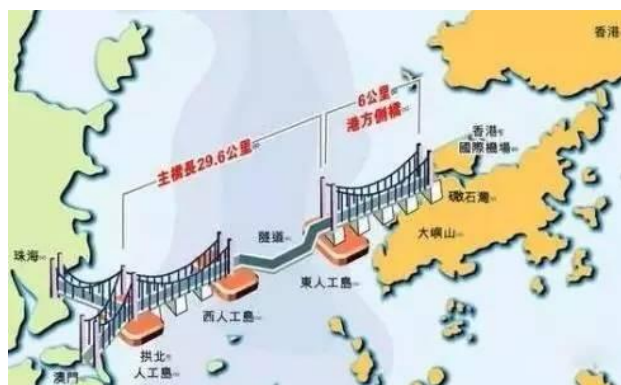 香港
6公里
港方側橋
主橋長29.6公里
香港
國際機場
磡石灣
大嶼山
隧道
珠海
東人工島
西人工島
拱北
人工島
澳門